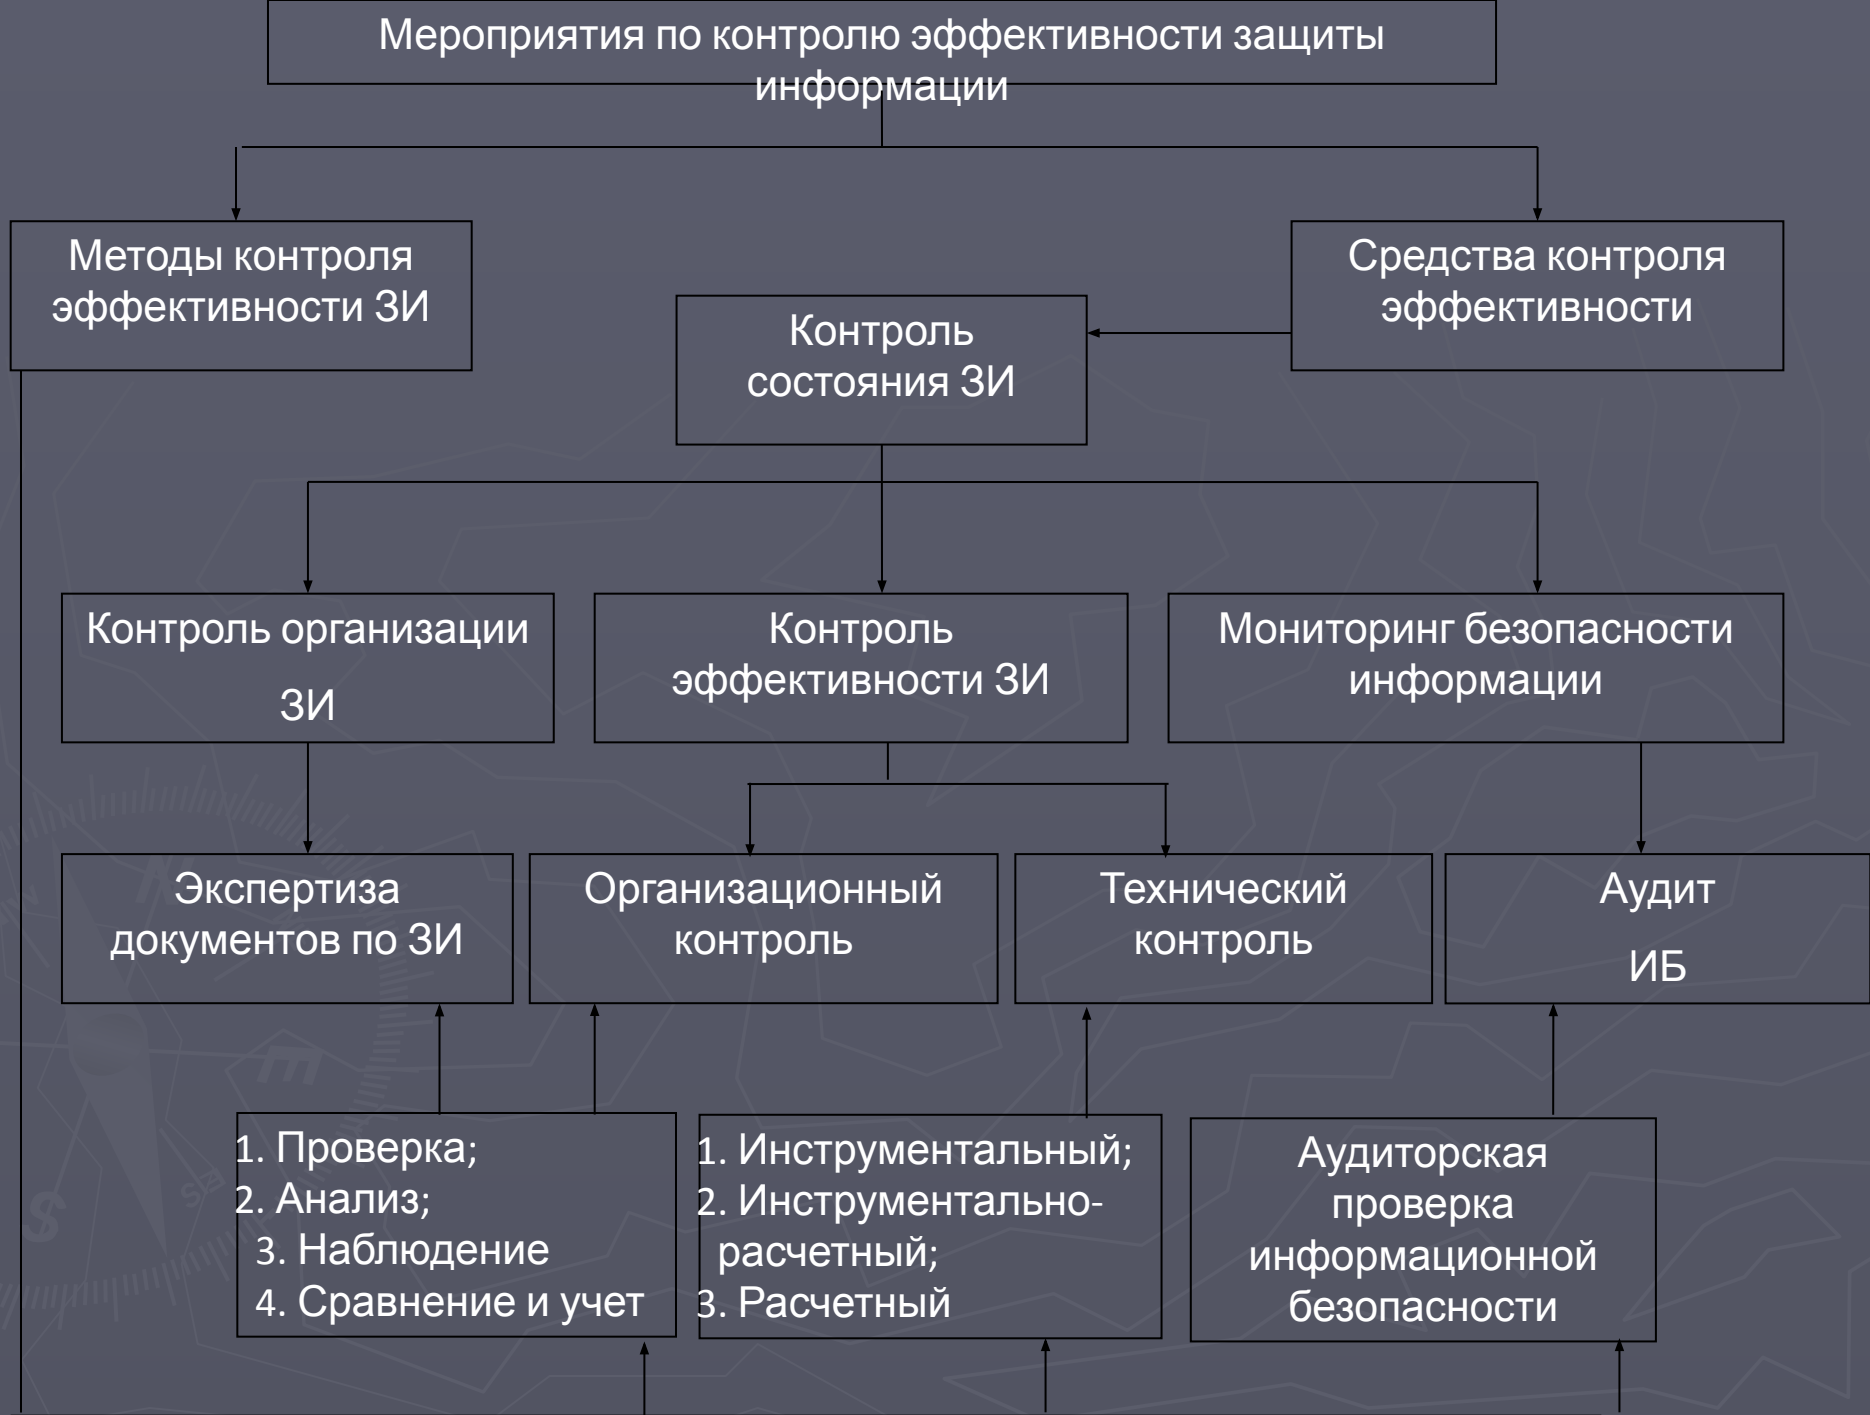 Мероприятия по контролю эффективности защиты
информации
Методы контроля
эффективности ЗИ
Средства контроля
эффективности
Контроль
состояния ЗИ
Контроль организации
ЗИ
Контроль
эффективности ЗИ
Мониторинг безопасности
информации
Экспертиза
документов по ЗИ
Организационный
контроль
Технический
контроль
Аудит
ИБ
1. Проверка;
2. Анализ;
3. Наблюдение
4. Сравнение и учет
1. Инструментальный;
2. Инструментально-
расчетный;
3. Расчетный
Аудиторская
проверка
информационной
безопасности
N
E
S